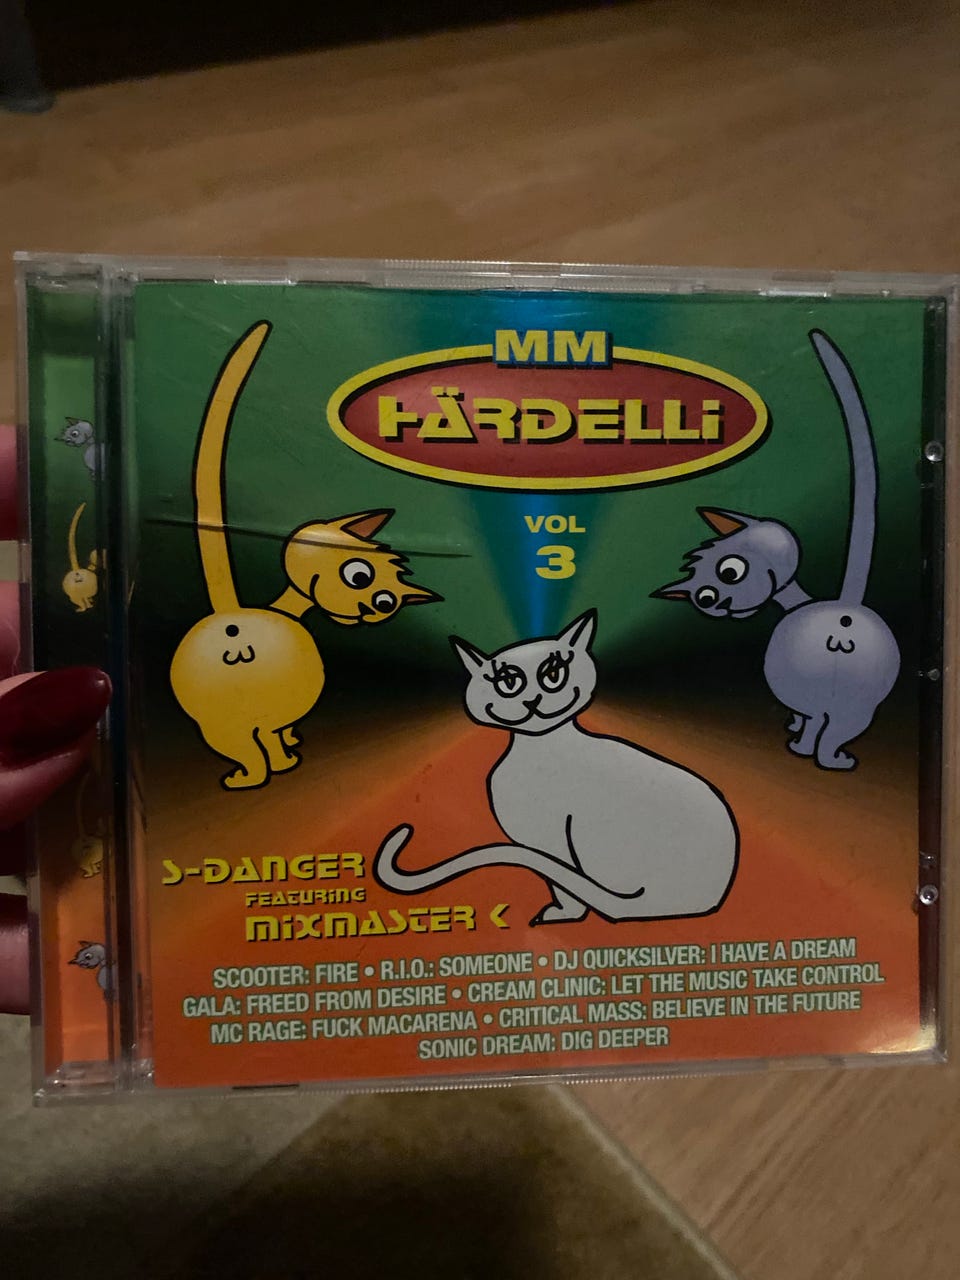 MM
HÄRDELLi
VOL
3
S-DANGER
FEATURING
MiXMASTER K
SCOOTER: FIRE • R.I.O.: SOMEONE • DJ QUICKSILVER: I HAVE A DREAM
GALA: FREED FROM DESIRE • CREAM CLINIC: LET THE MUSIC TAKE CONTROL
MC RAGE: FUCK MACARENA • CRITICAL MASS: BELIEVE IN THE FUTURE
SONIC DREAM: DIG DEEPER